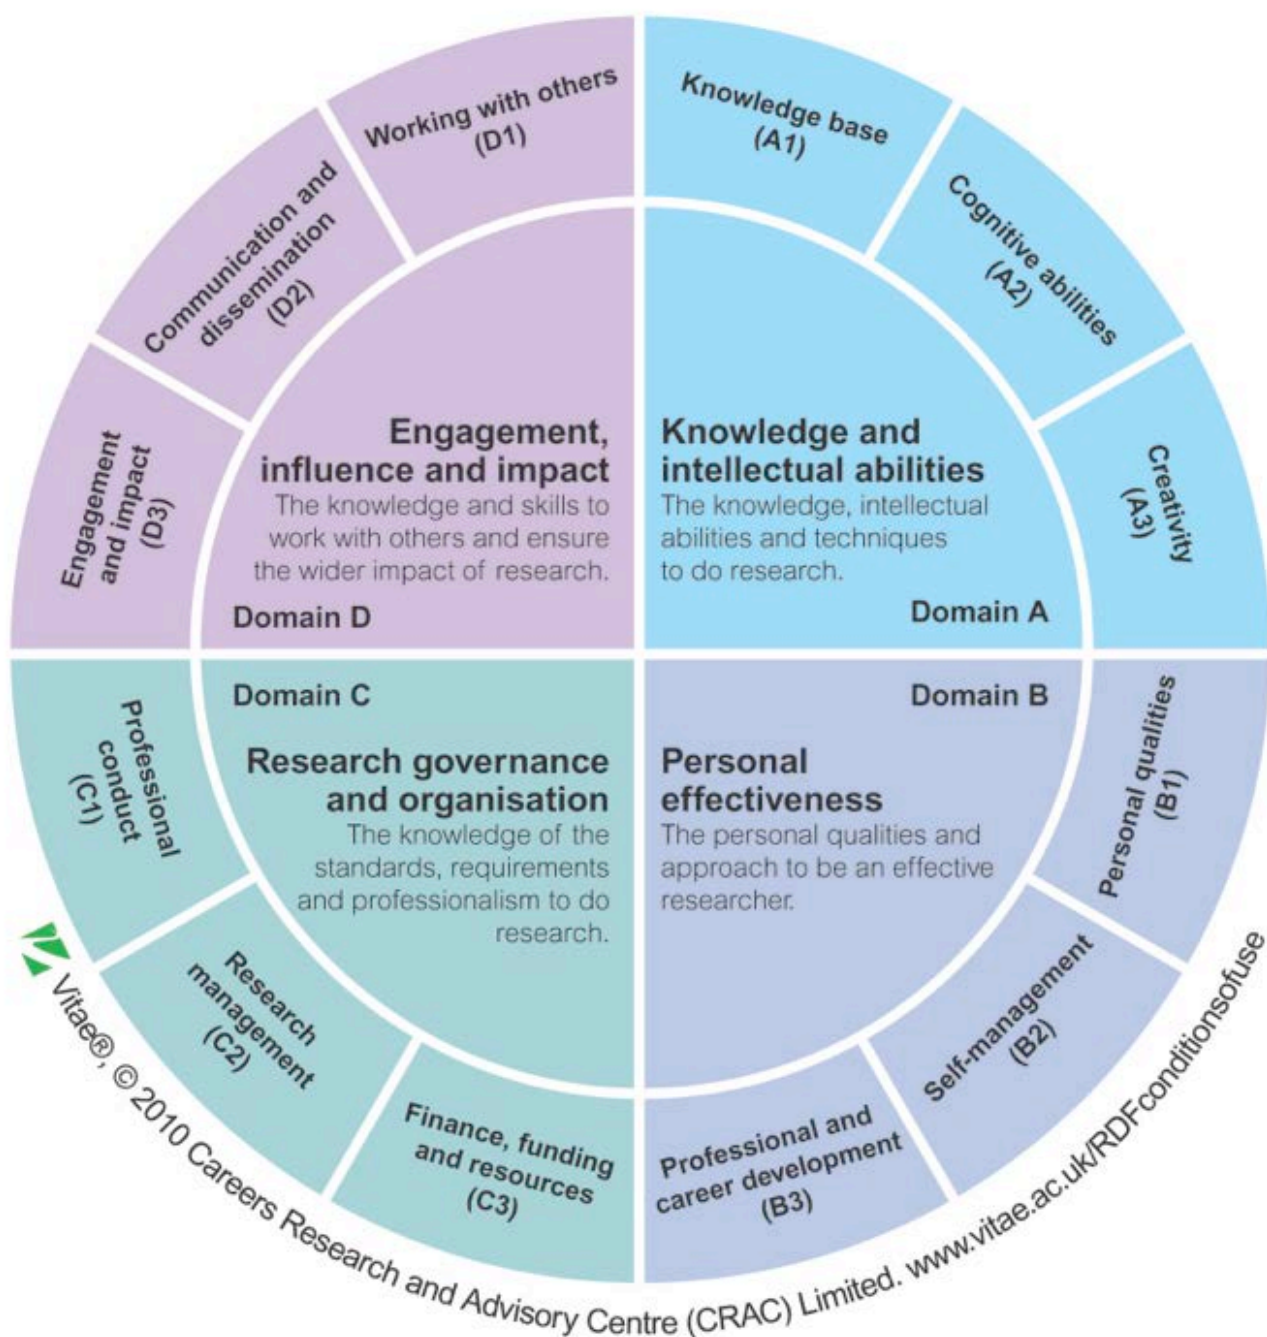 Working with others
(D1)
Knowledge base
(A1)
Communication and
dissemination
(D2)
Cognitive abilities
(A2)
Engagement
and impact
(D3)
Creativity
(A3)
Engagement,
influence and impact
The knowledge and skills to
work with others and ensure
the wider impact of research.
Domain D
Knowledge and
intellectual abilities
The knowledge, intellectual
abilities and techniques
to do research.
Domain A
Domain C
Research governance
and organisation
The knowledge of the
standards, requirements
and professionalism to do
research.
Domain B
Personal
effectiveness
The personal qualities and
approach to be an effective
researcher.
Professional
conduct
(C1)
Personal qualities
(B1)
Research
management
(C2)
Self-management
(B2)
Finance, funding
and resources
(C3)
Professional and
career development
(B3)
Vitae®, © 2010 Careers Research and Advisory Centre (CRAC) Limited. www.vitae.ac.uk/RDFconditionsofuse